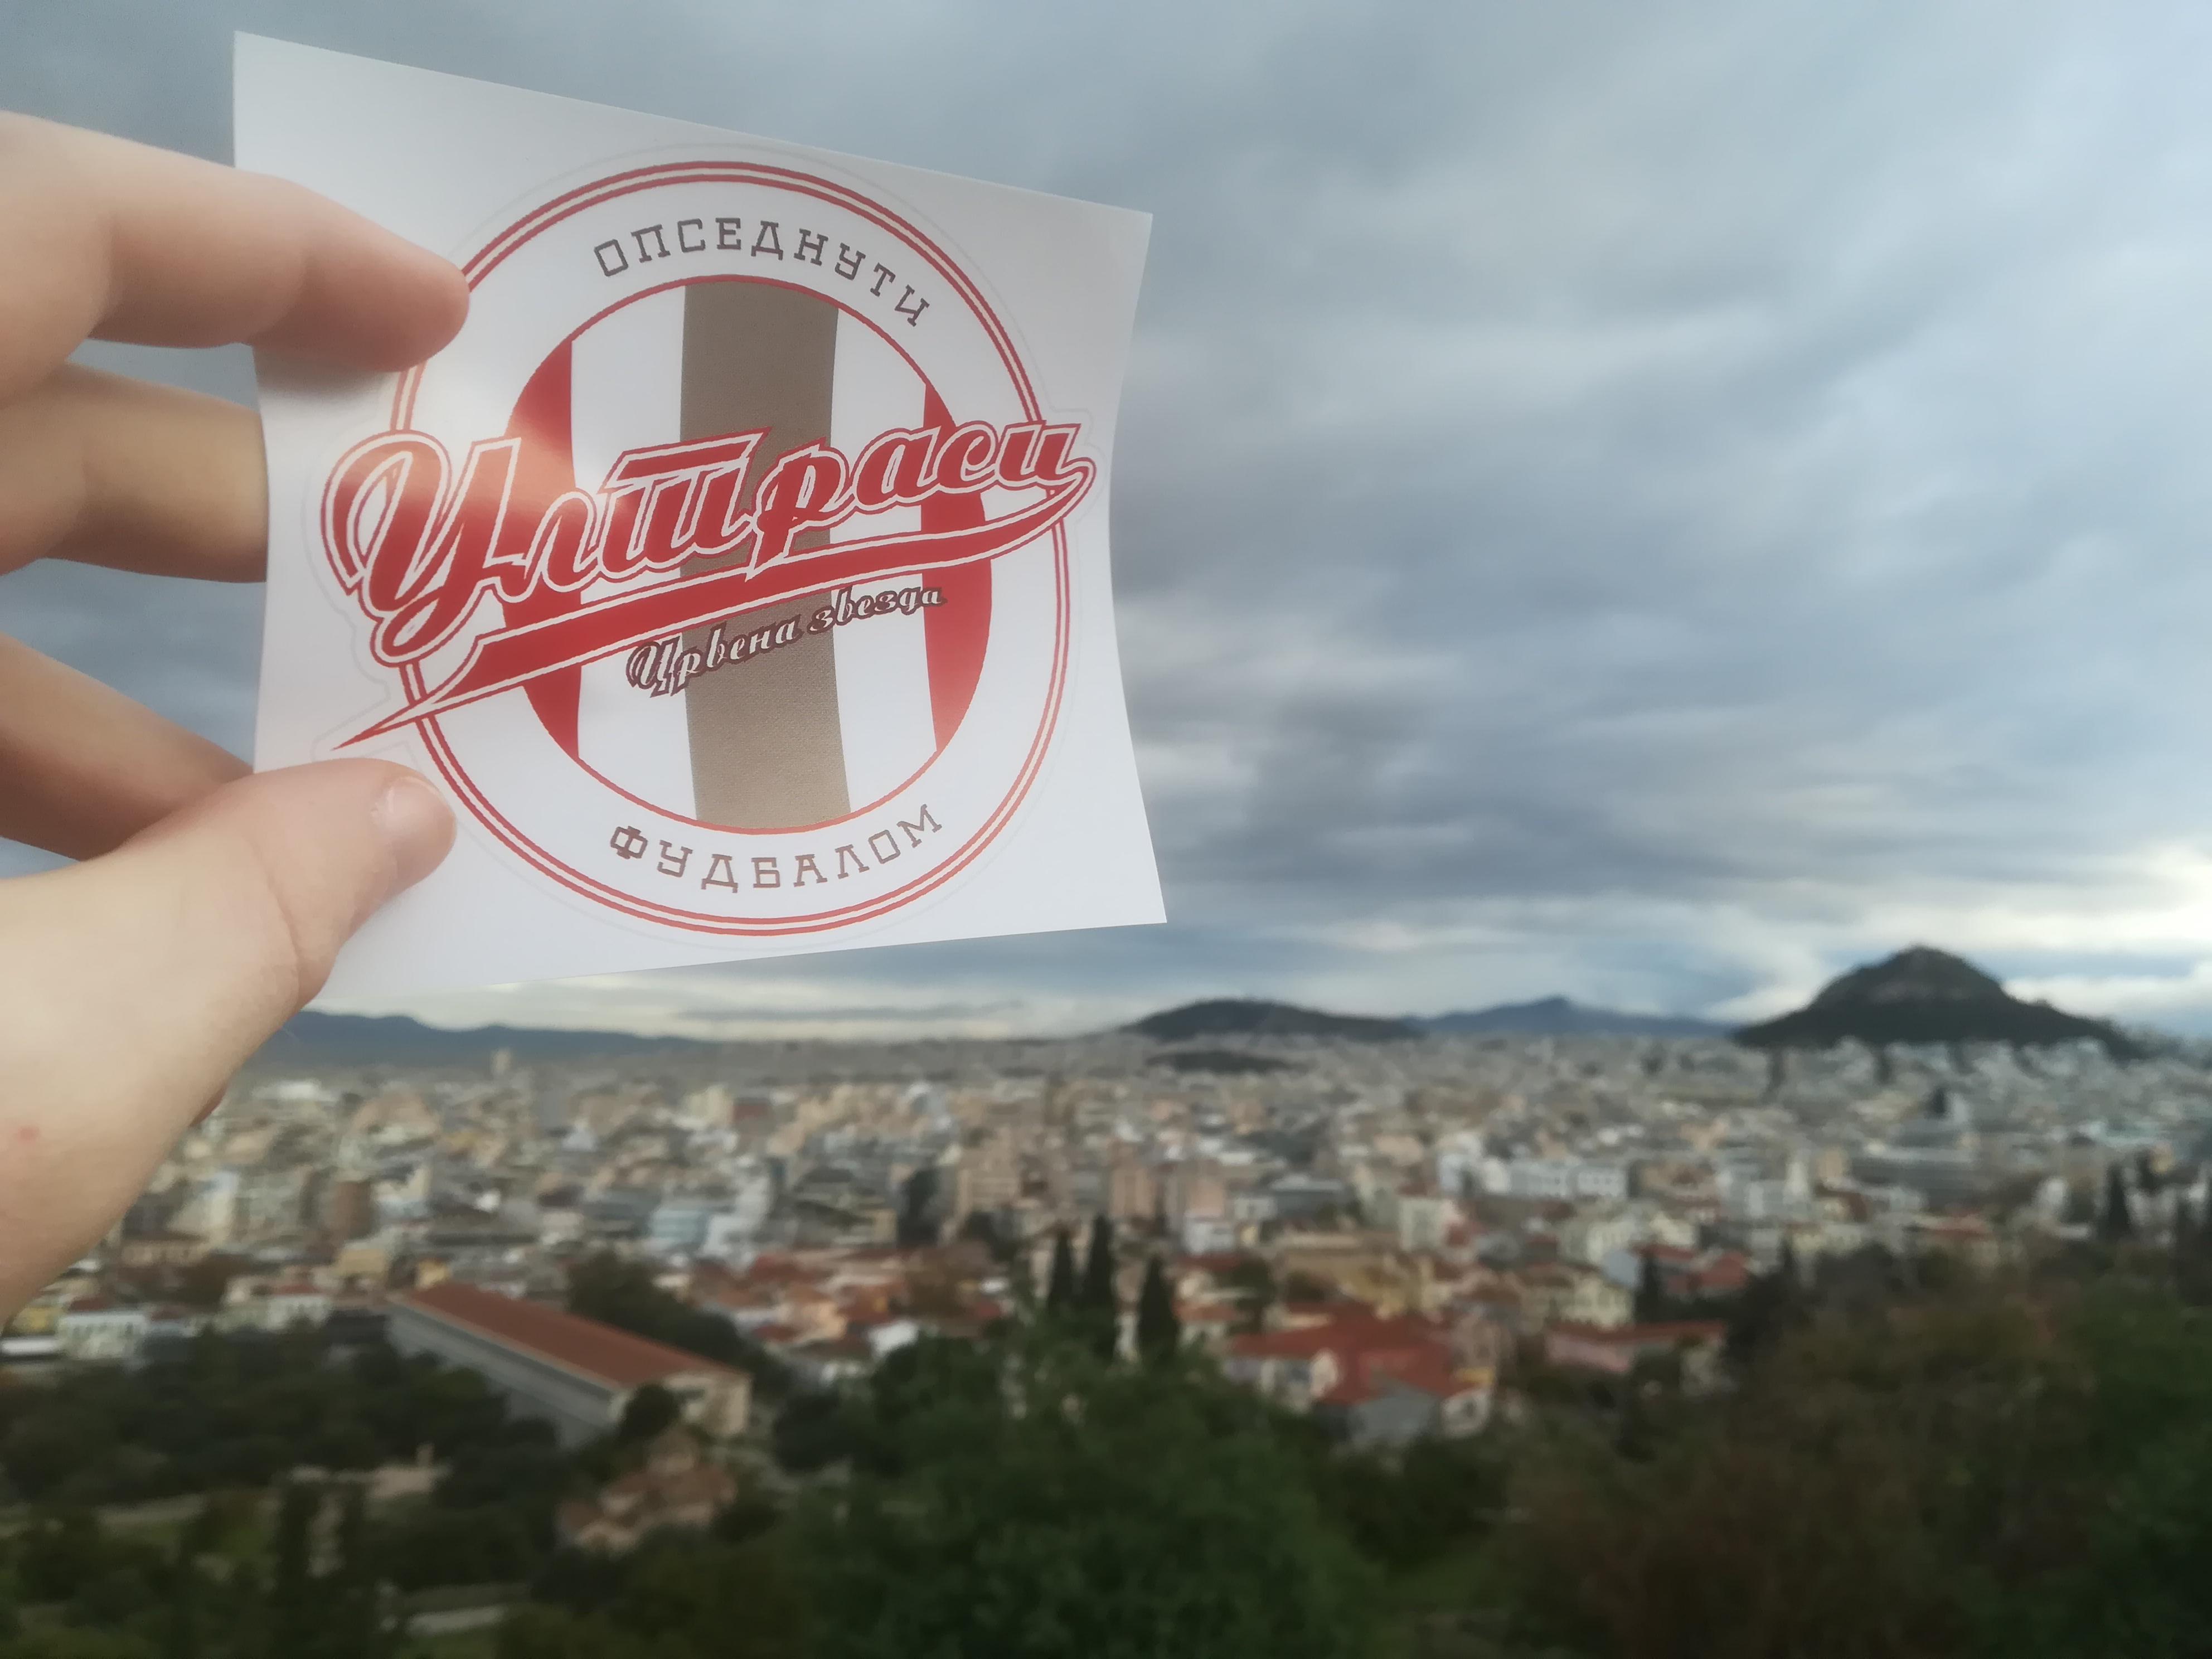 ОПСЕДНУТИ
Ултраси
Црвена звезда
ФУДБАЛОМ